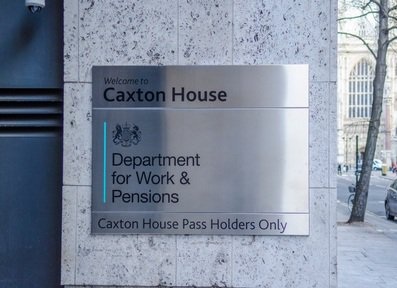 Welcome to
Caxton House
Department
for Work &
Pensions
Caxton House Pass Holders Only